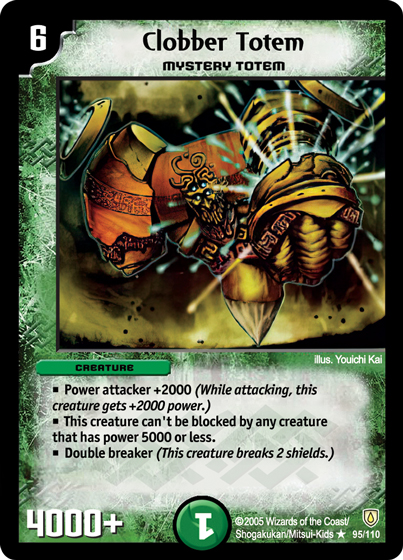 6
Clobber Totem
MYSTERY TOTEM
illus. Youichi Kai
CREATURE
▪ Power attacker +2000 (While attacking, this
creature gets +2000 power.)
▪ This creature can't be blocked by any creature
that has power 5000 or less.
▪ Double breaker (This creature breaks 2 shields.)
4000+
1
©2005 Wizards of the Coast/
Shogakukan/Mitsui-Kids ★ 95/110